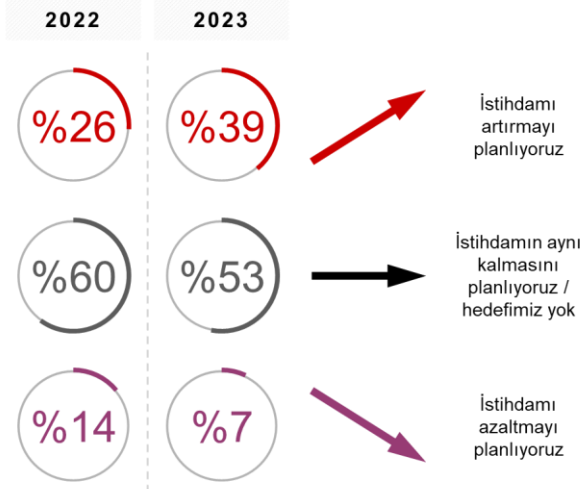 2022 2023
%26 %39
İstihdamı
artırmayı
planlıyoruz
%60 %53
İstihdamın aynı
kalmasını
planlıyoruz /
hedefimiz yok
%14 %7
İstihdamı
azaltmayı
planlıyoruz